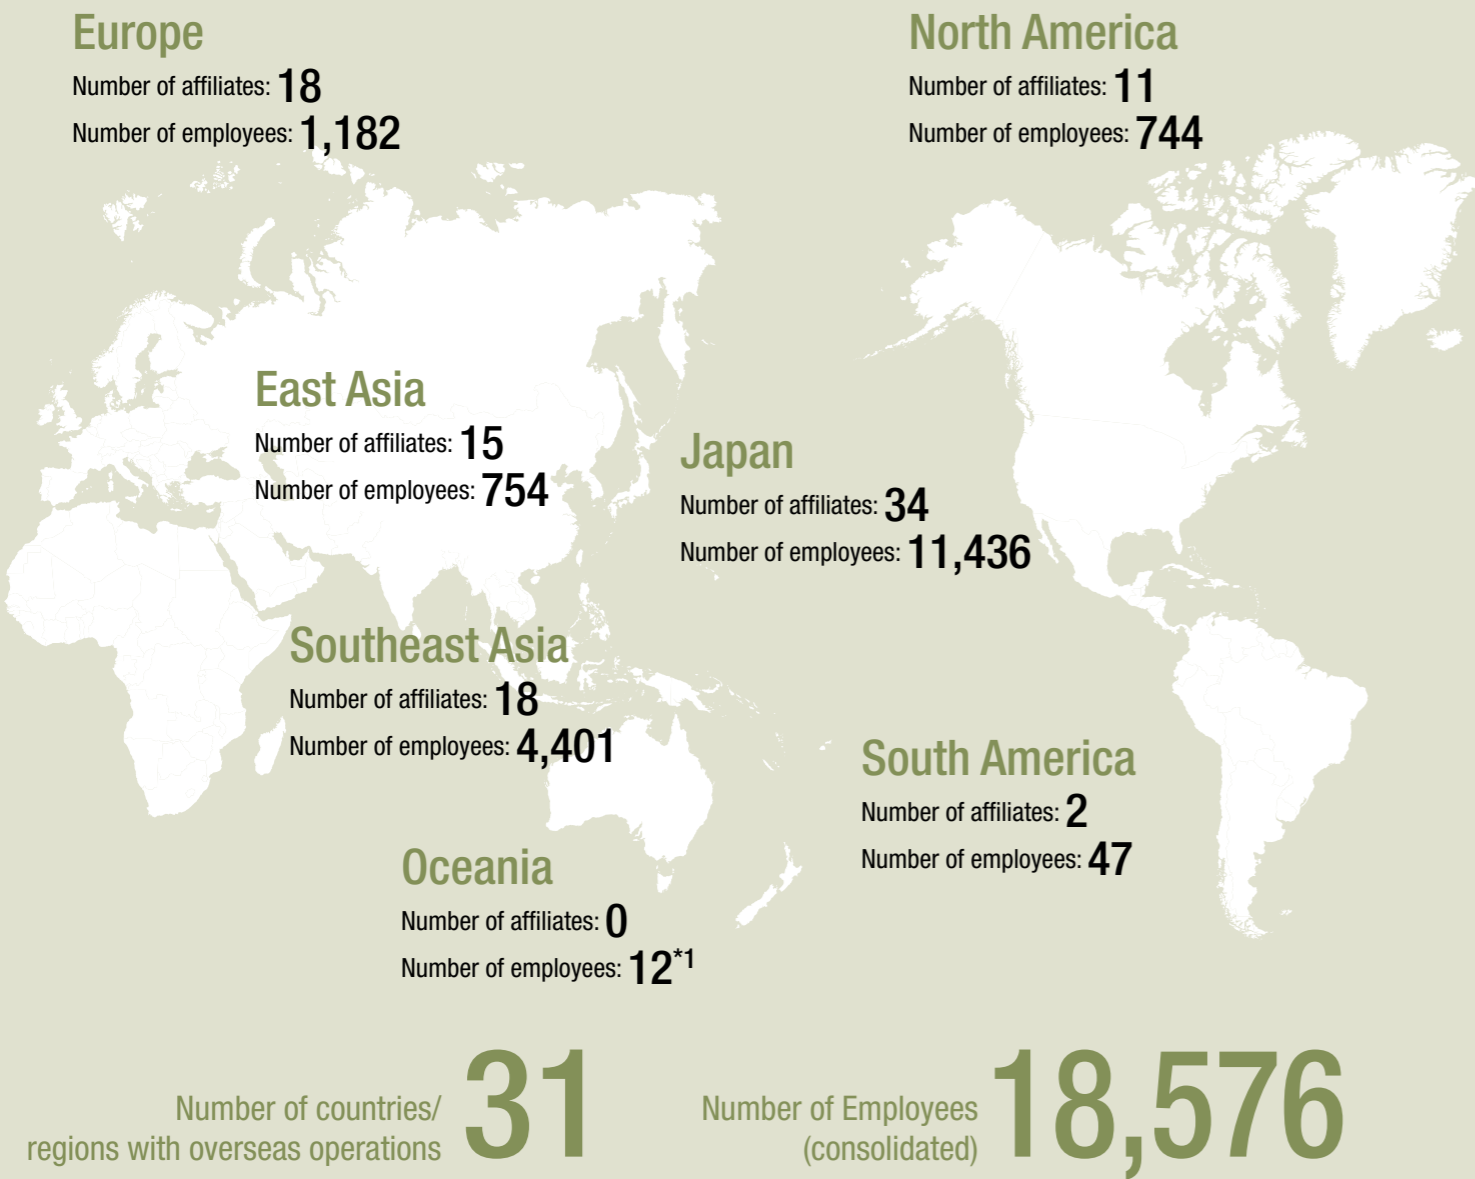 Europe
Number of affiliates: 18
Number of employees: 1,182
North America
Number of affiliates: 11
Number of employees: 744
East Asia
Number of affiliates: 15
Number of employees: 754
Japan
Number of affiliates: 34
Number of employees: 11,436
Southeast Asia
Number of affiliates: 18
Number of employees: 4,401
South America
Number of affiliates: 2
Number of employees: 47
Oceania
Number of affiliates: 0
Number of employees: 12*1
Number of countries/
regions with overseas operations 31
Number of Employees
(consolidated) 18,576